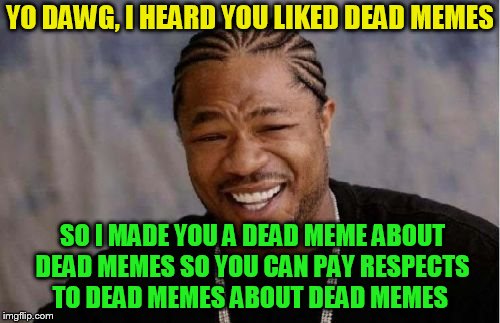 YO DAWG, I HEARD YOU LIKED DEAD MEMES
SO I MADE YOU A DEAD MEME ABOUT
DEAD MEMES SO YOU CAN PAY RESPECTS
TO DEAD MEMES ABOUT DEAD MEMES
imgflip.com